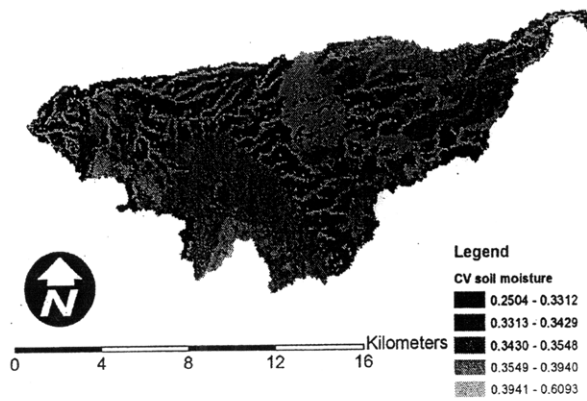 N
Legend
CV soil moisture
0.2504 - 0.3312
0.3313 - 0.3429
0.3430 - 0.3548
0.3549 - 0.3940
0.3941 - 0.6093
Kilometers
0 4 8 12 16